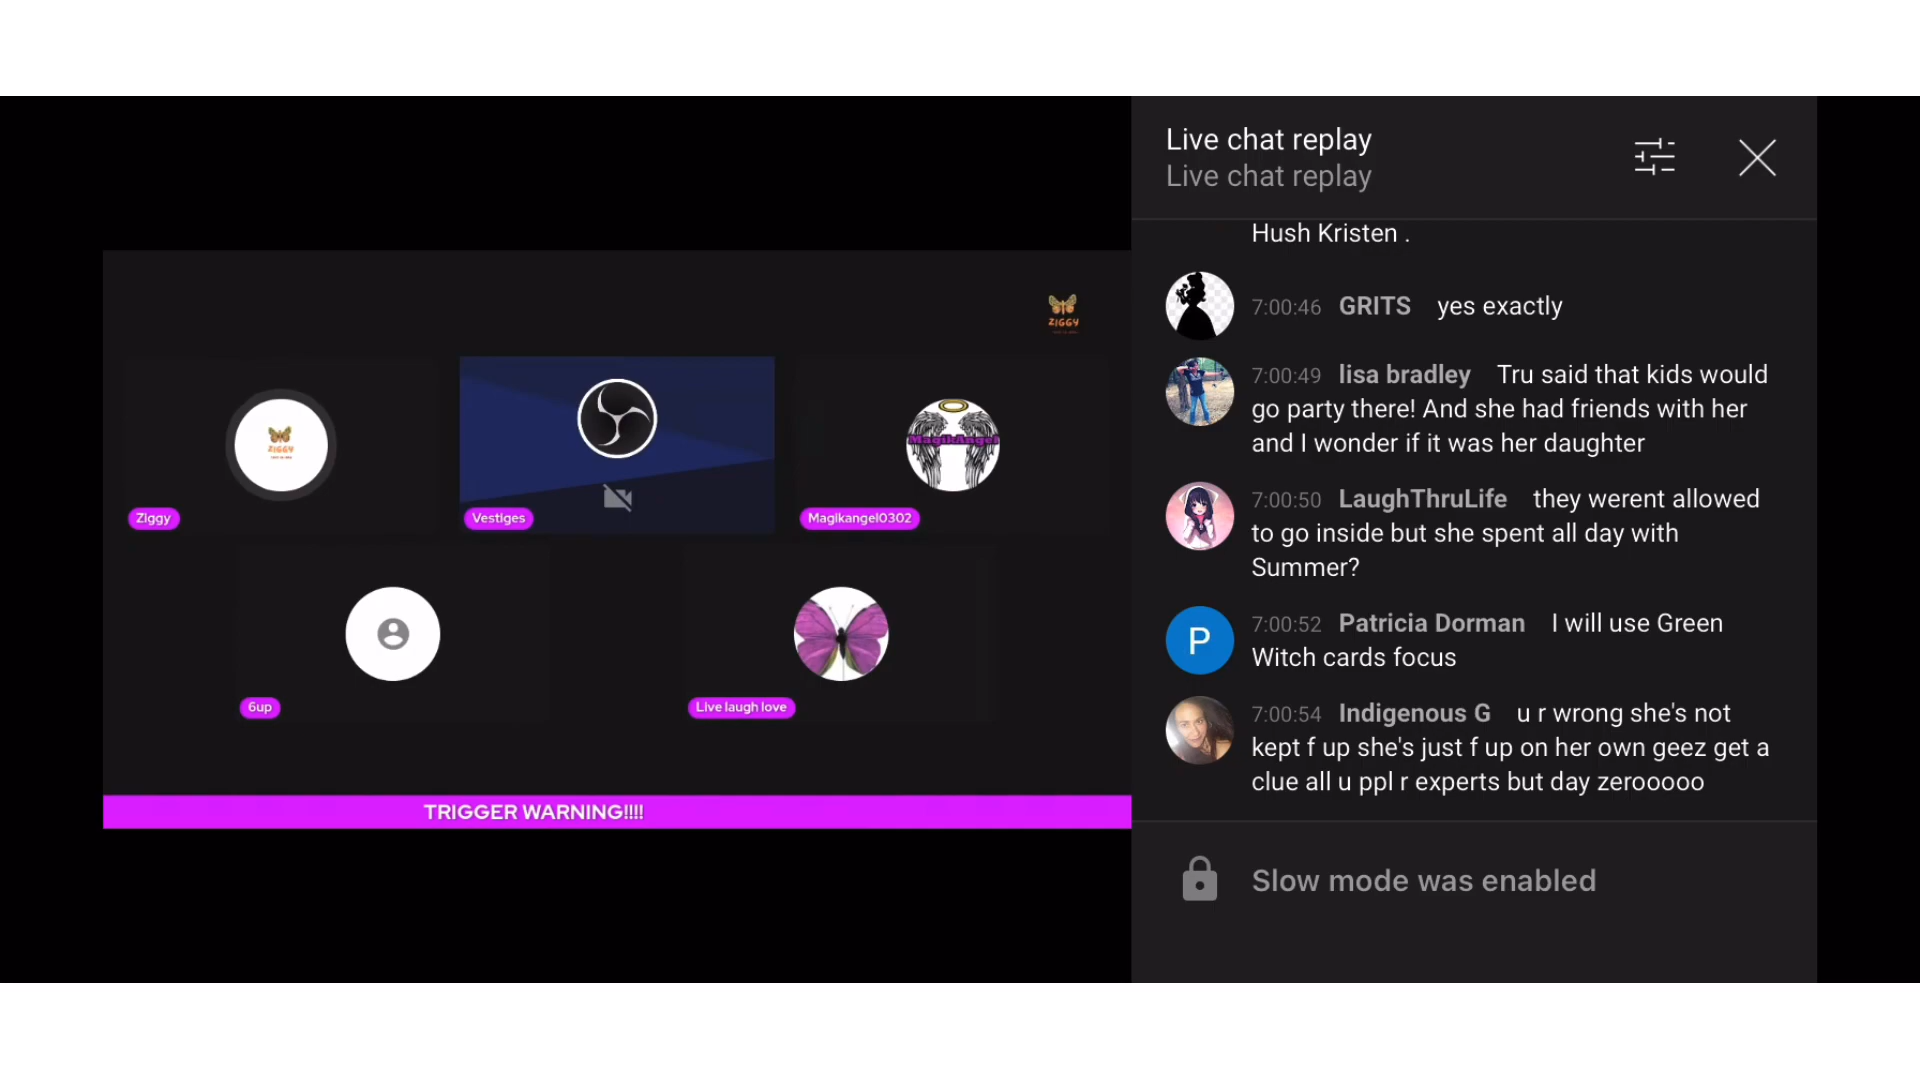 ZIGGY
ZIGGY
Ziggy
Vestiges
MagikAngel
Magikangel0302
6up
Live laugh love
TRIGGER WARNING!!!!
Live chat replay
Live chat replay
Hush Kristen .
7:00:46 GRITS yes exactly
7:00:49 lisa bradley Tru said that kids would
go party there! And she had friends with her
and I wonder if it was her daughter
7:00:50 LaughThruLife they werent allowed
to go inside but she spent all day with
Summer?
P
7:00:52 Patricia Dorman I will use Green
Witch cards focus
7:00:54 Indigenous G u r wrong she's not
kept f up she's just f up on her own geez get a
clue all u ppl r experts but day zerooooo
Slow mode was enabled